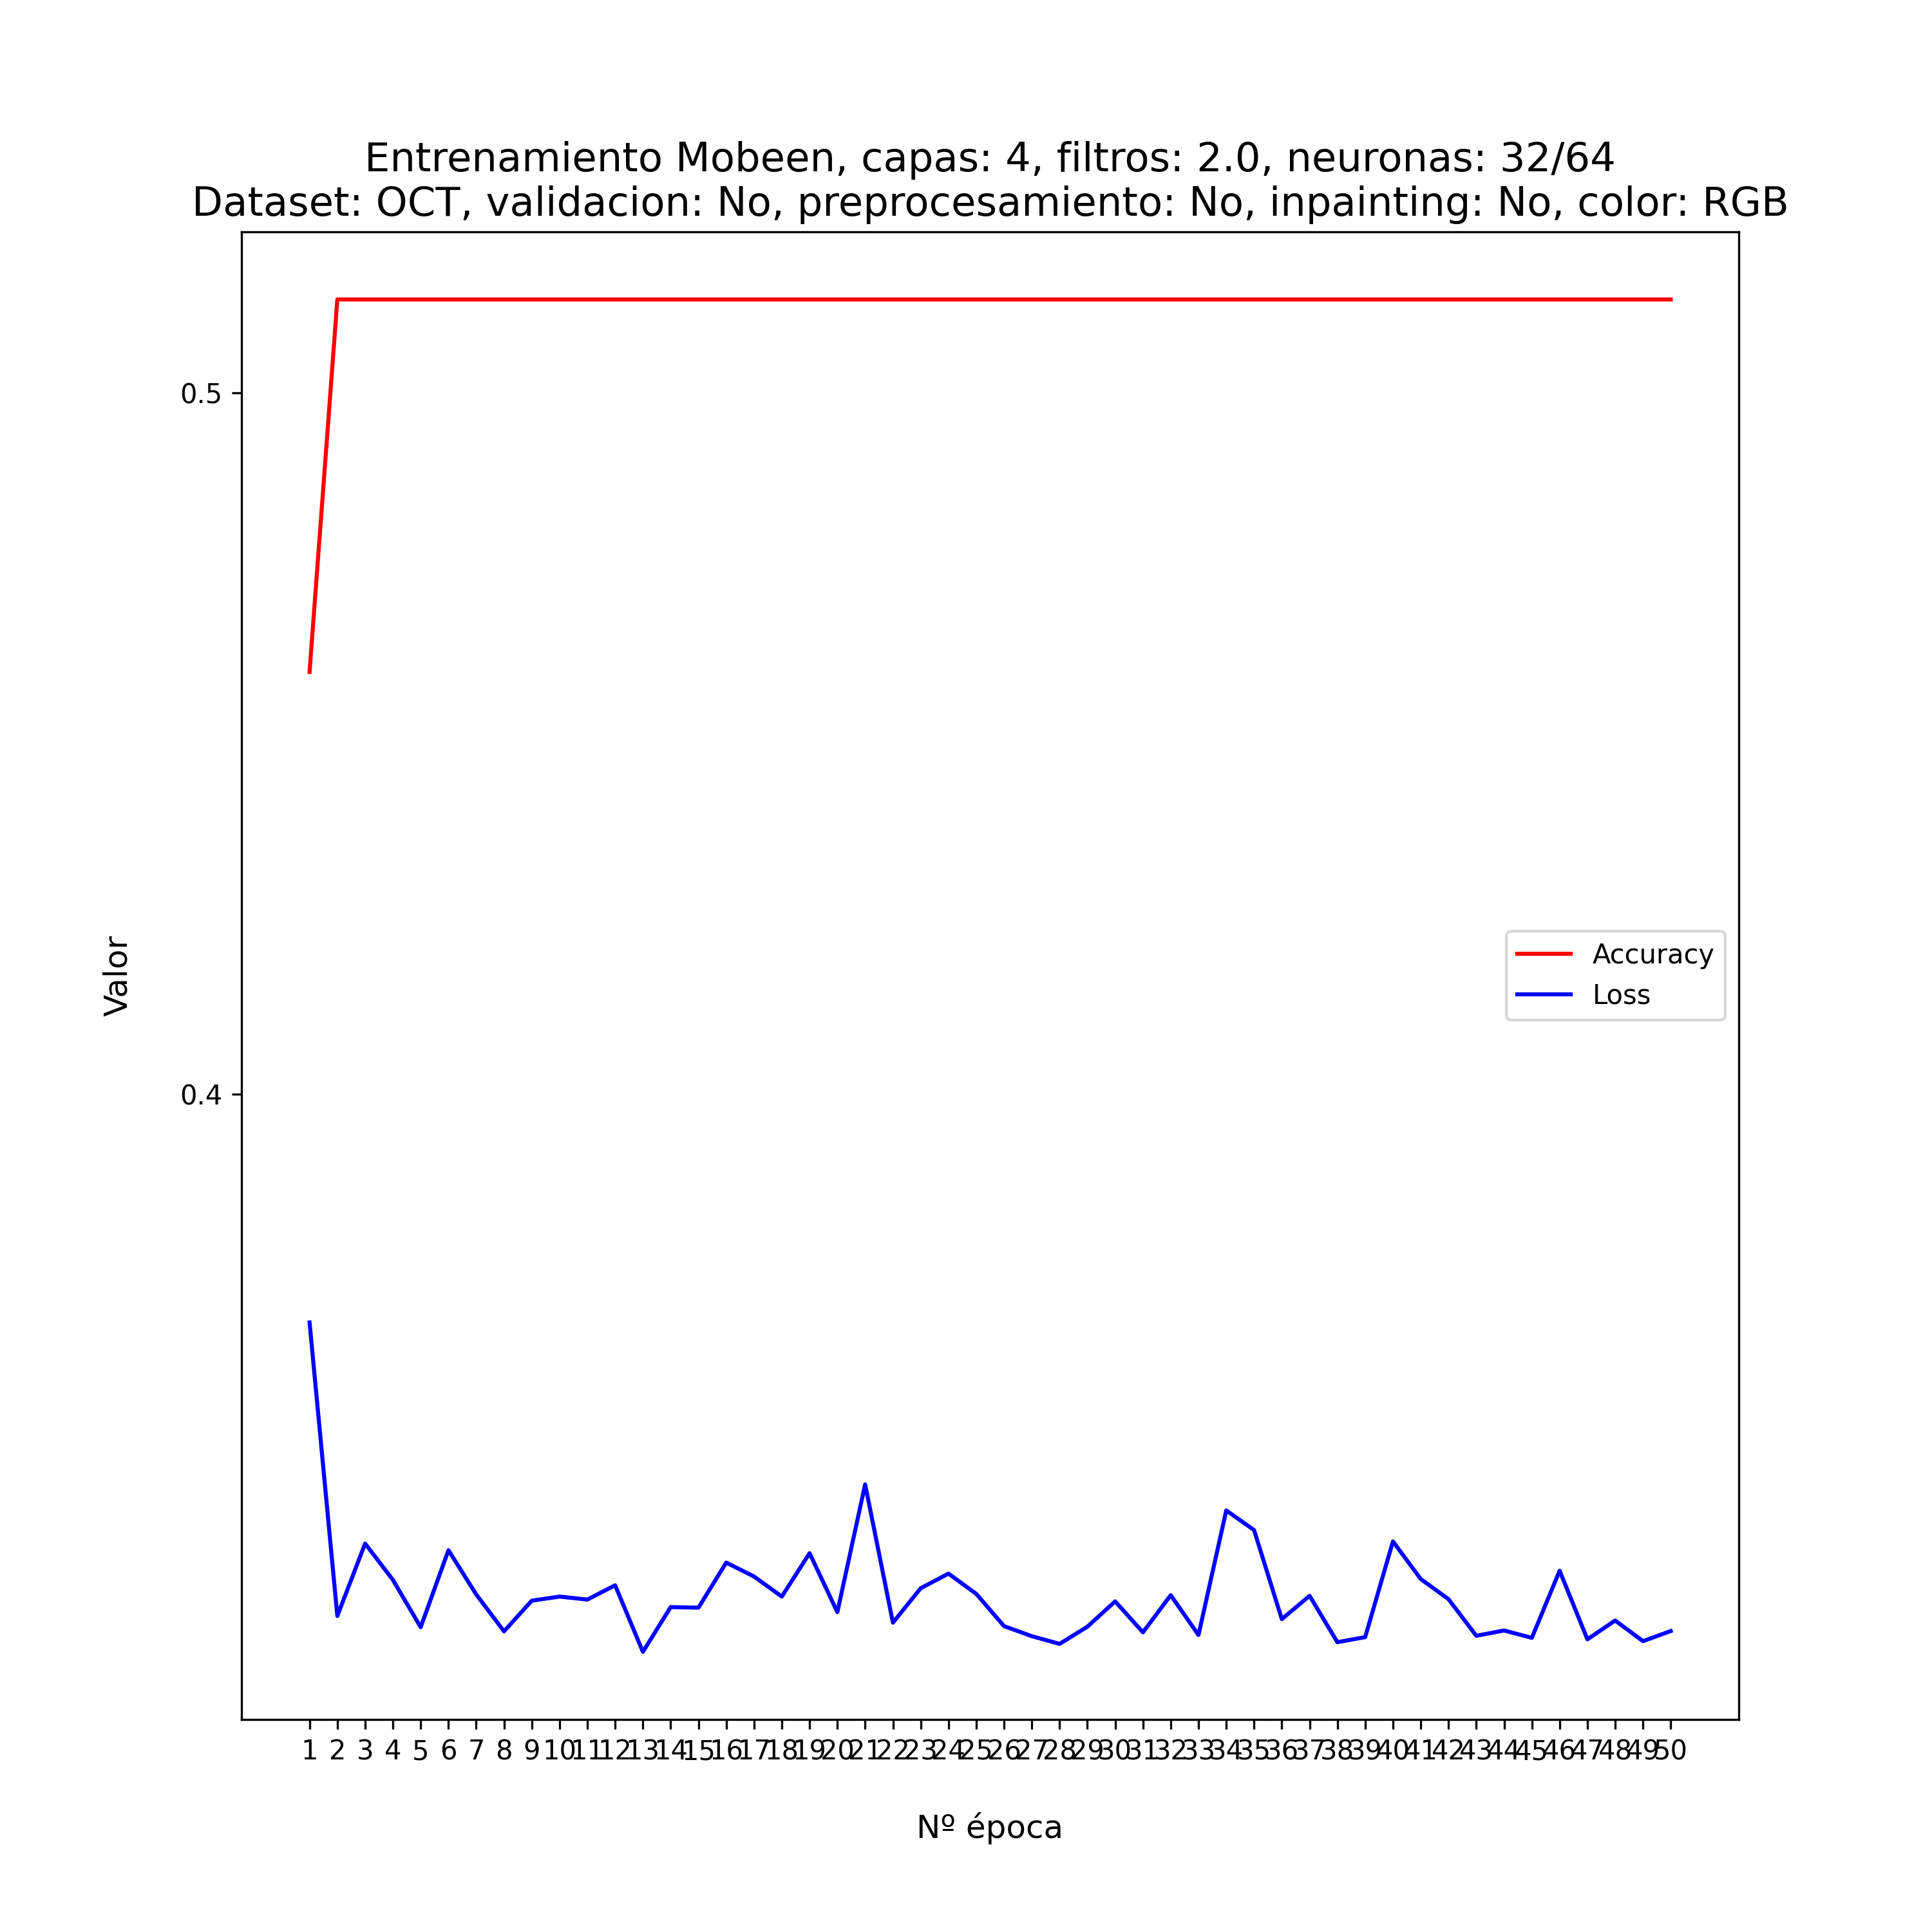 Entrenamiento Mobeen, capas: 4, filtros: 2.0, neuronas: 32/64
Dataset: OCT, validacion: No, preprocesamiento: No, inpainting: No, color: RGB
0.5
0.4
Valor
Accuracy
Loss
1 2 3 4 5 6 7 8 9 10 11 12 13 14 15 16 17 18 19 20 21 22 23 24 25 26 27 28 29 30 31 32 33 34 35 36 37 38 39 40 41 42 43 44 45 46 47 48 49 50
Nº época